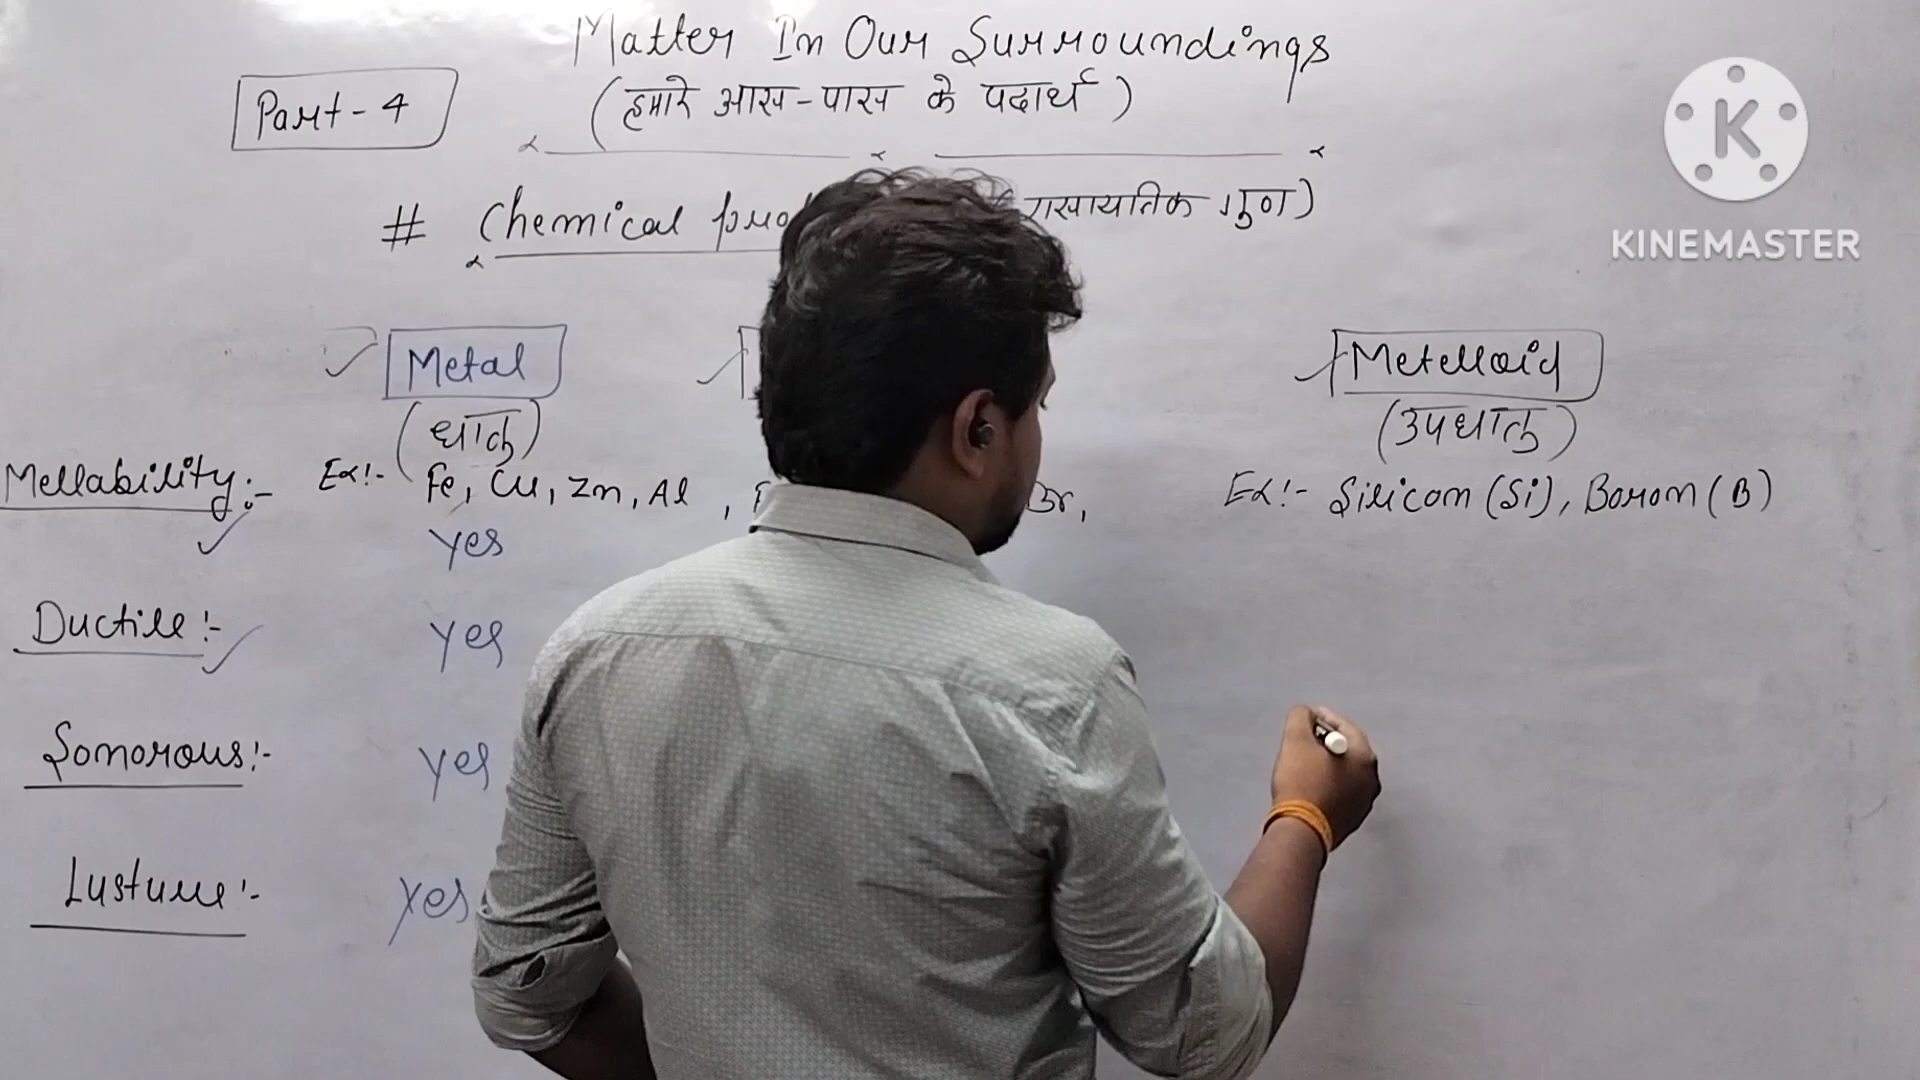 Matter In Our Surroundings
Part-4
(हमारे आस-पास के पदार्थ)
K
KINEMASTER
# Chemical रासायनिक गुण)
Metal
Metelloid
(धातु)
(उपधातु)
Mellability:-
Ex:- Fe, Cu, Zn, Al ,
Br,
Ex:- Silicon (Si), Boron (B)
yes
Ductile:-
yes
Sonorous:-
yes
Lusture:-
yes